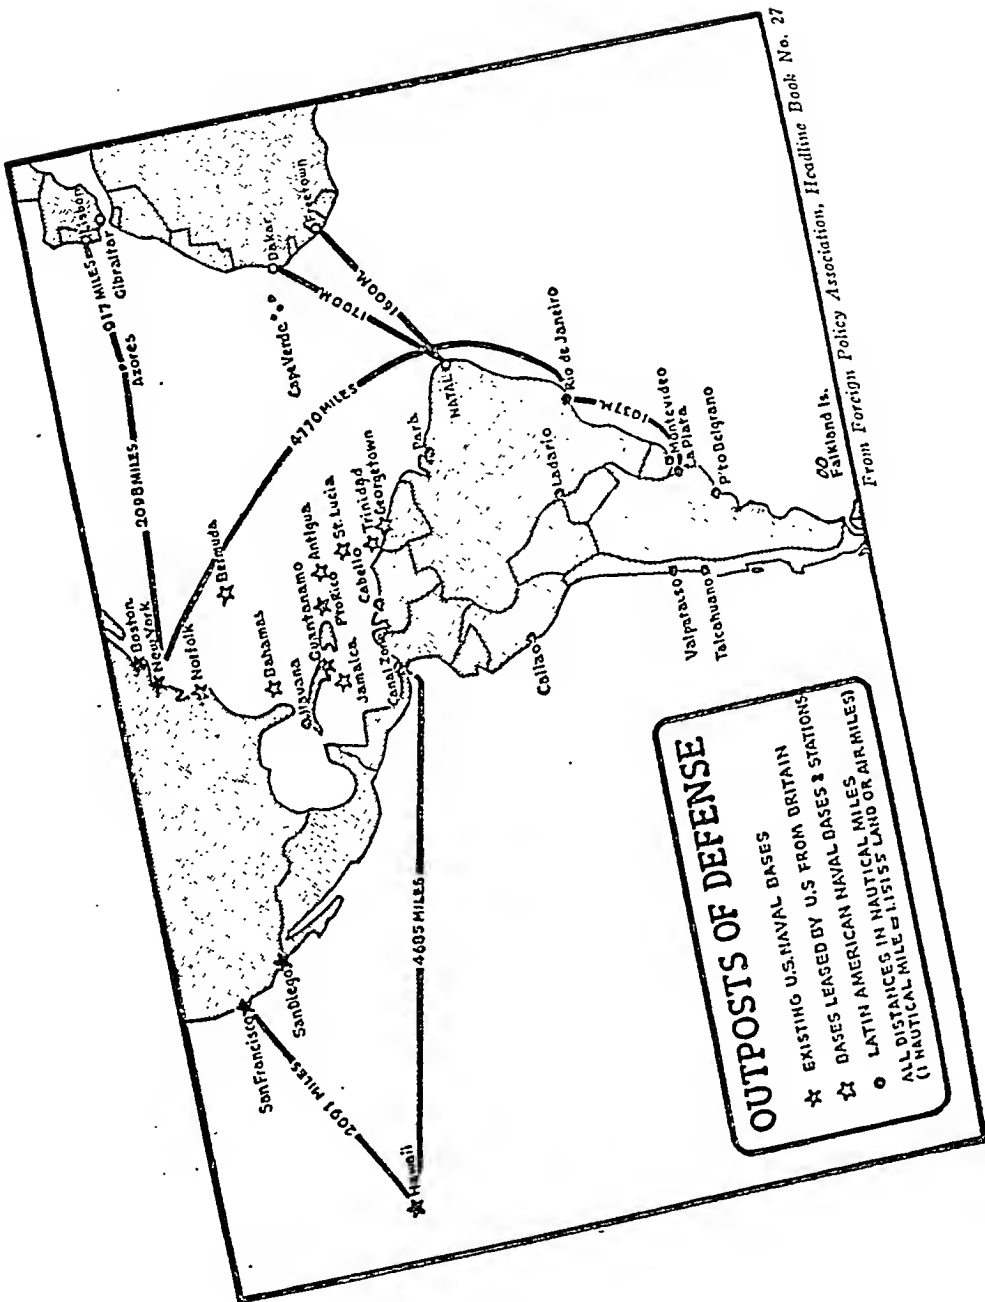 Boston
New York
Norfolk
Bermuda
Bahamas
Havana
Guantanamo
Pto Rico
Antigua
St. Lucia
Jamaica
Trinidad
Georgetown
Cabello
Canal Zone
San Francisco
San Diego
Hawaii
2091 MILES
4685 MILES
2098 MILES
Azores
917 MILES
Lisbon
Gibraltar
Cape Verde
Dakar
Freetown
1700 M.
1600 M.
4770 MILES
NATAL
Para
Rio de Janeiro
1037 M.
Ladario
Montevideo
La Plata
P'to Belgrano
Callao
Valparaiso
Talcahuano
Falkland Is.
OUTPOSTS OF DEFENSE
EXISTING U.S. NAVAL BASES
BASES LEASED BY U.S FROM BRITAIN
LATIN AMERICAN NAVAL BASES & STATIONS
ALL DISTANCES IN NAUTICAL MILES
(1 NAUTICAL MILE = 1.15155 LAND OR AIR MILES)
From Foreign Policy Association, Headline Book No. 27